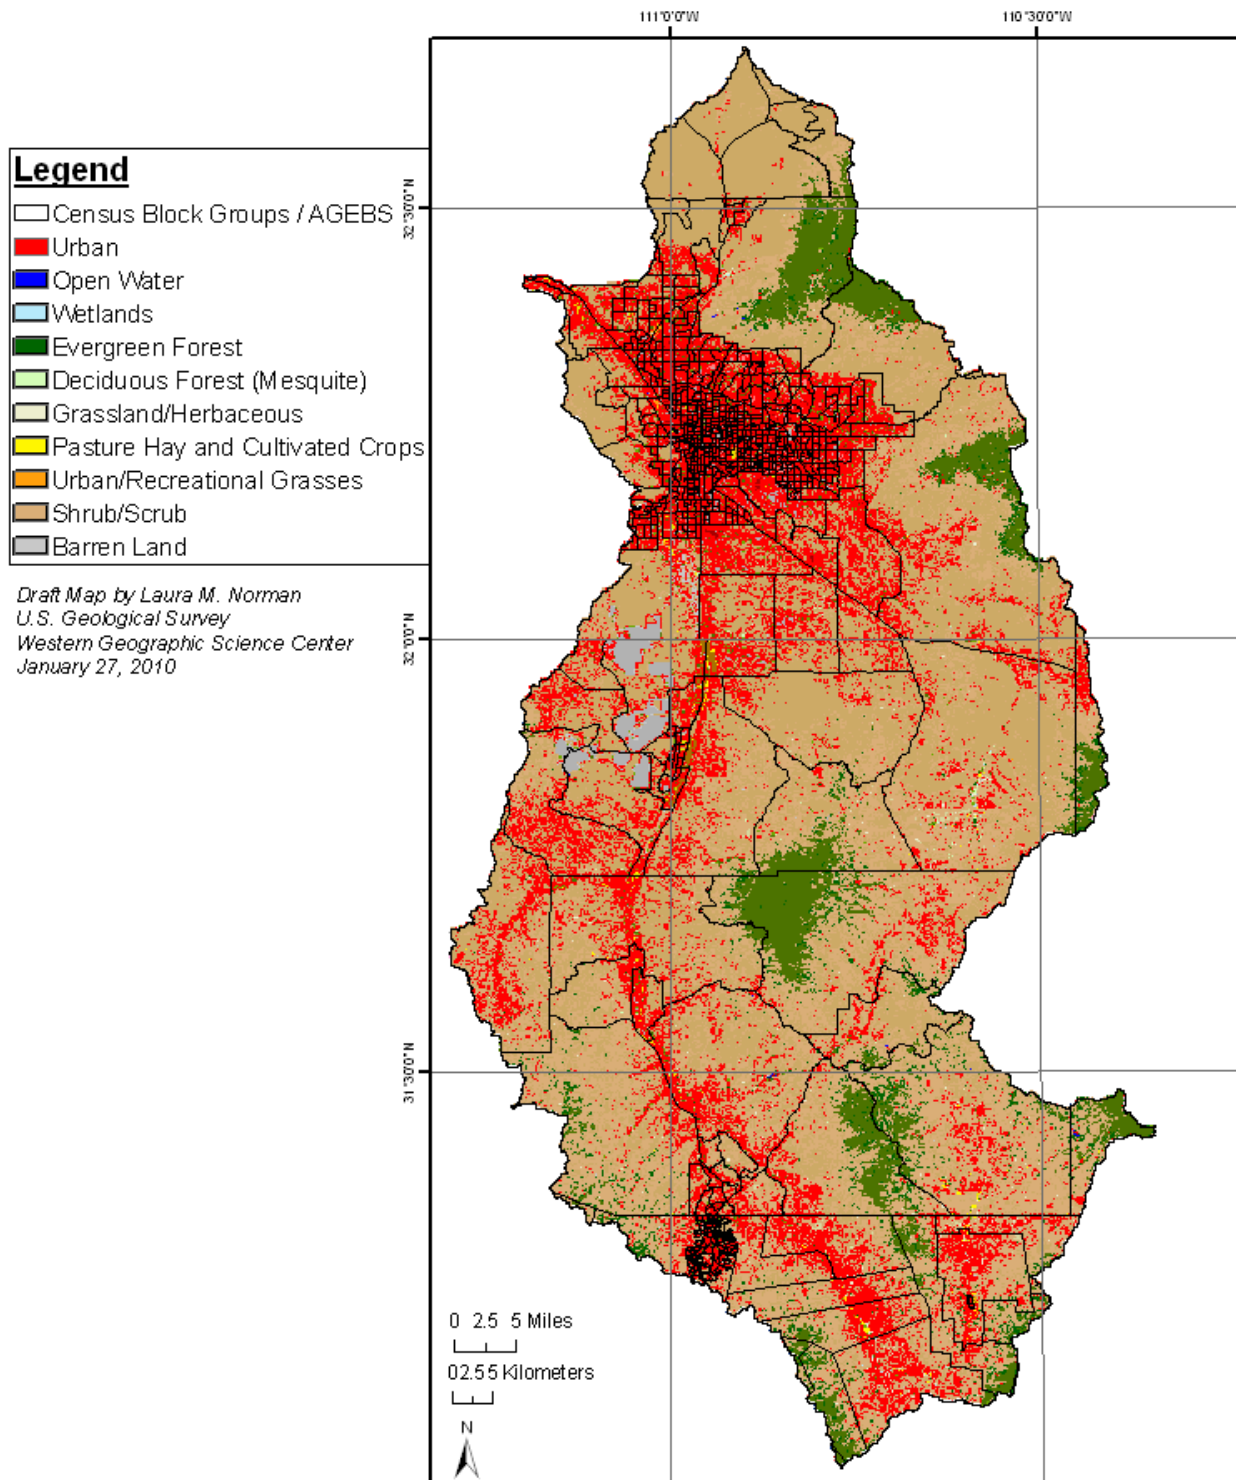 111°0'0"W
110°30'0"W
Legend
Census Block Groups / AGEBS
Urban
Open Water
Wetlands
Evergreen Forest
Deciduous Forest (Mesquite)
Grassland/Herbaceous
Pasture Hay and Cultivated Crops
Urban/Recreational Grasses
Shrub/Scrub
Barren Land
Draft Map by Laura M. Norman
U.S. Geological Survey
Western Geographic Science Center
January 27, 2010
32°30'0"N
32°0'0"N
31°30'0"N
0 2.5 5 Miles
02.55 Kilometers
N